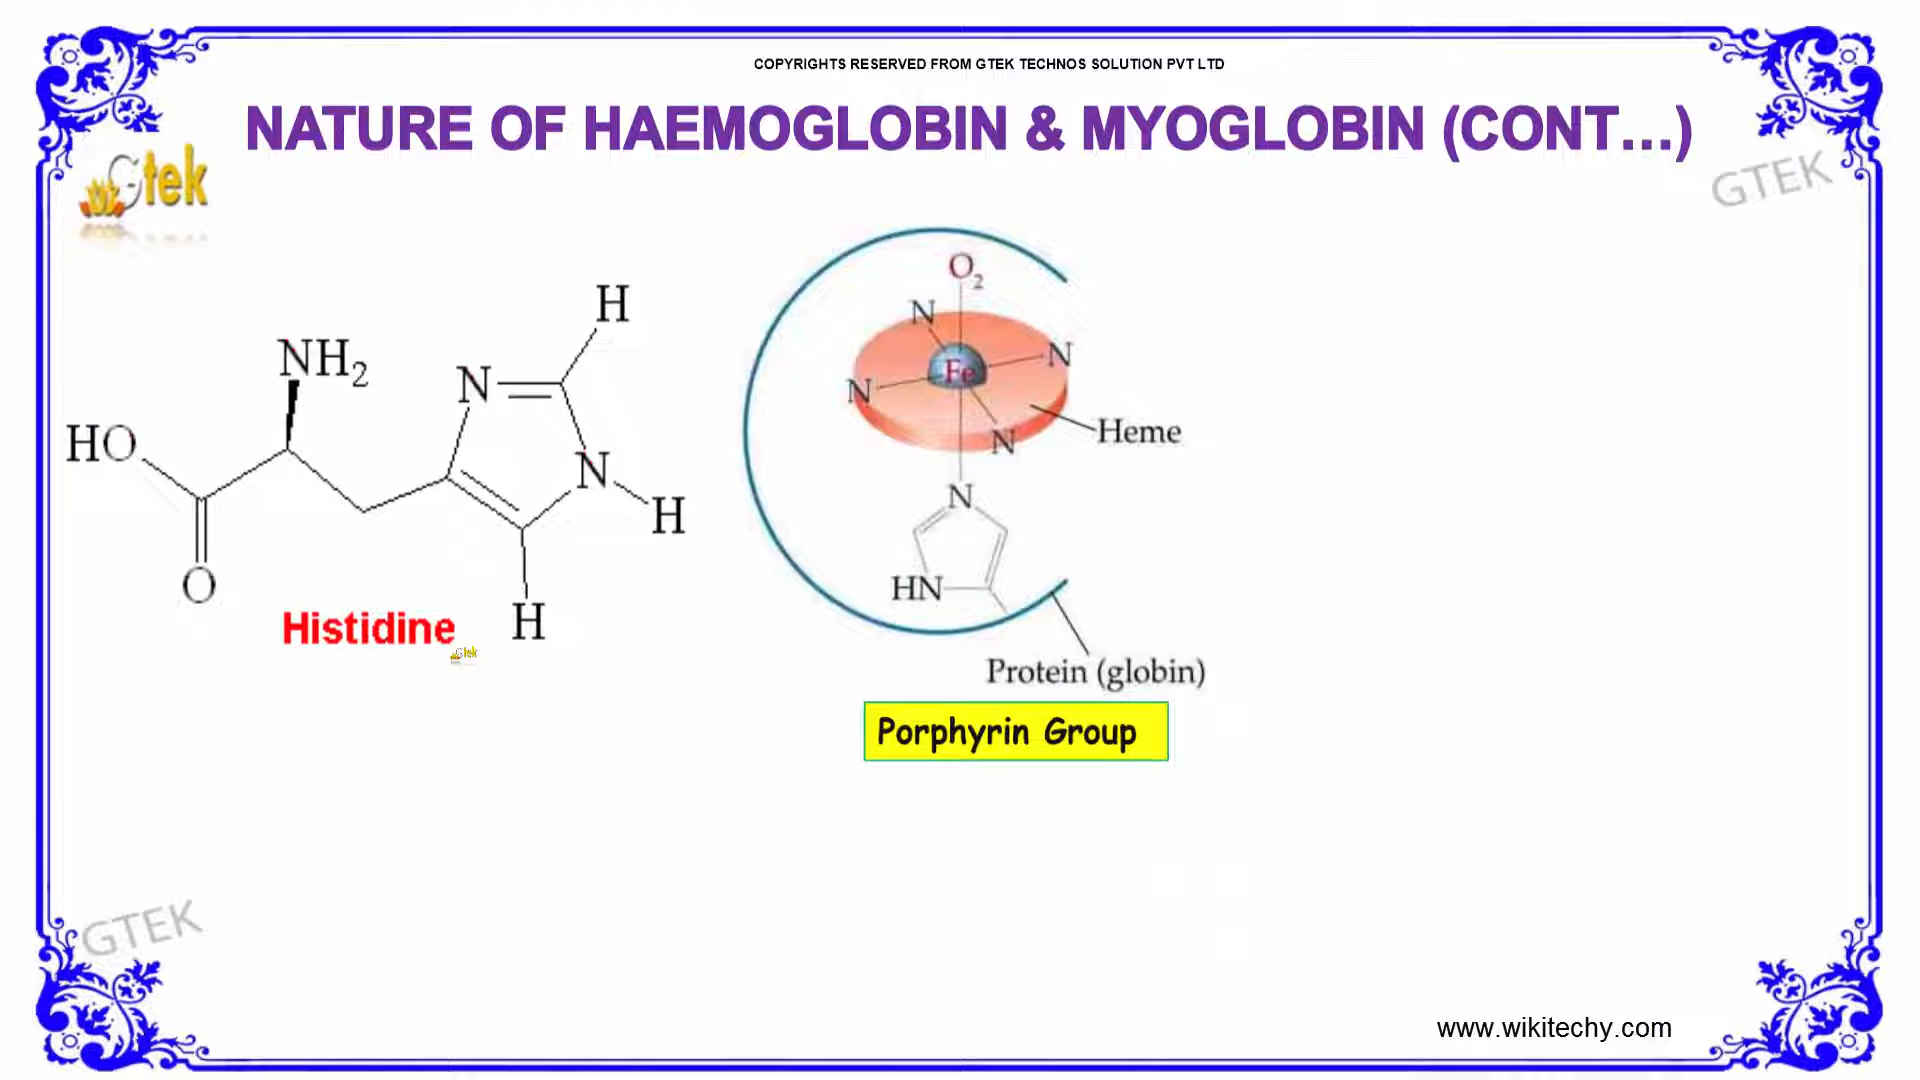 COPYRIGHTS RESERVED FROM GTEK TECHNOS SOLUTION PVT LTD
NATURE OF HAEMOGLOBIN & MYOGLOBIN (CONT...)
Gtek
GTEK
H
NH2
N
HO
N
H
O
H
Histidine
Gtek
O2
N
N
Fe
N
N
Heme
N
HN
Protein (globin)
Porphyrin Group
GTEK
www.wikitechy.com